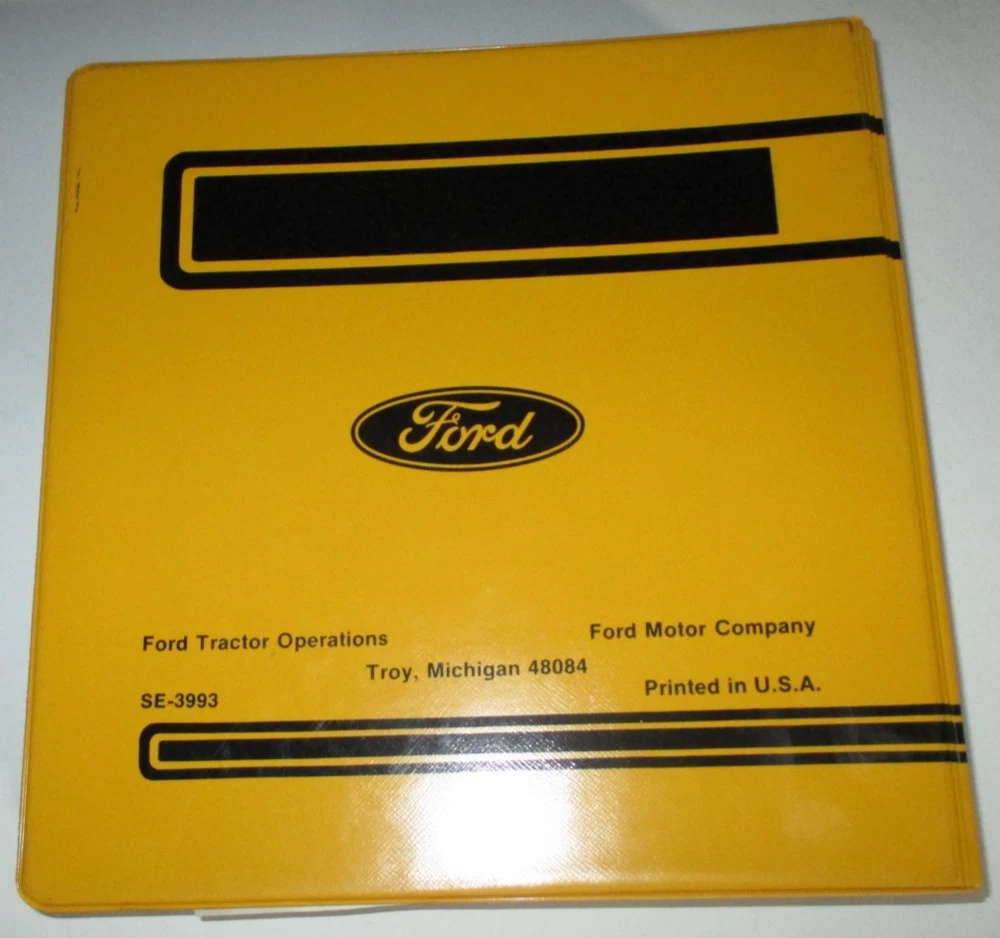 Ford
Ford Tractor Operations
Ford Motor Company
Troy, Michigan 48084
SE-3993
Printed in U.S.A.